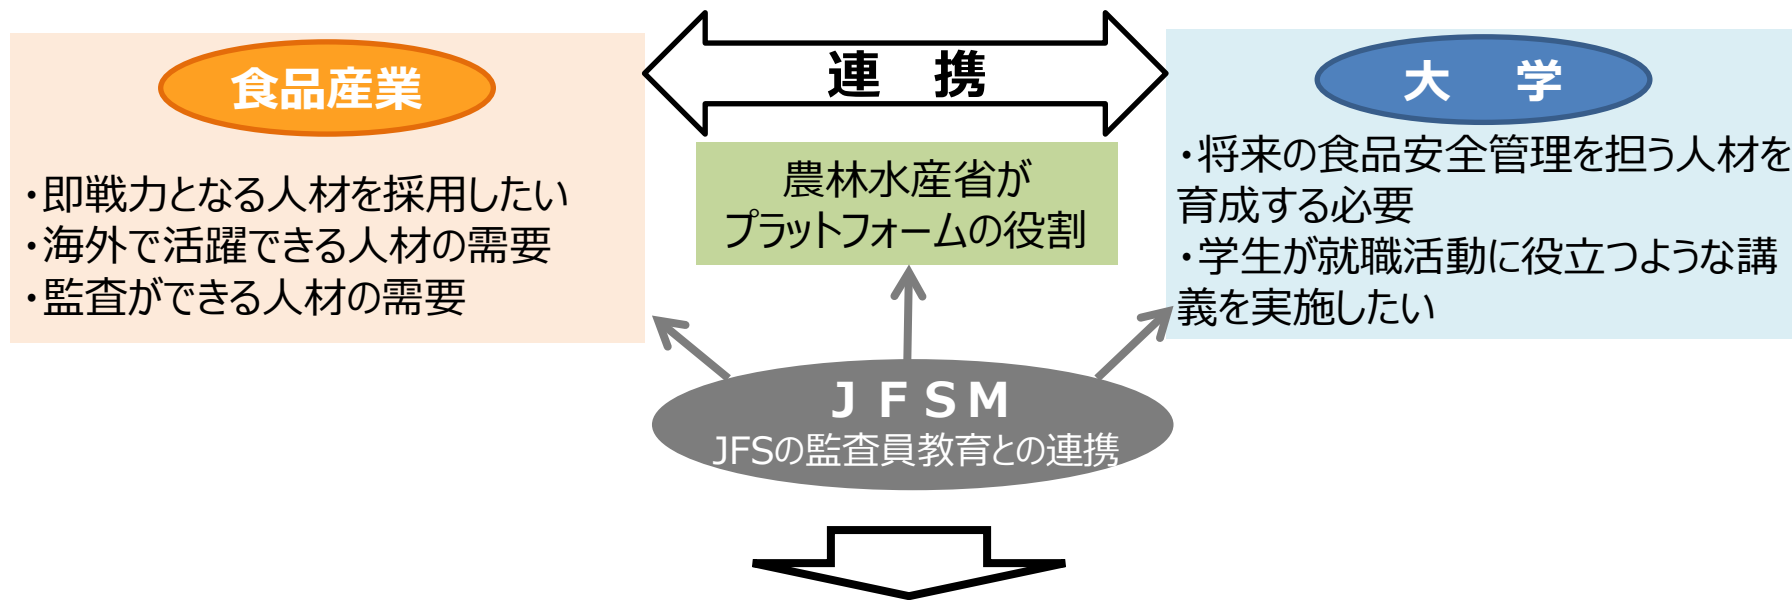 食品産業
・即戦力となる人材を採用したい
・海外で活躍できる人材の需要
・監査ができる人材の需要
連　携
農林水産省が
プラットフォームの役割
大　学
・将来の食品安全管理を担う人材を
育成する必要
・学生が就職活動に役立つような講
義を実施したい
ＪＦＳＭ
JFSの監査員教育との連携